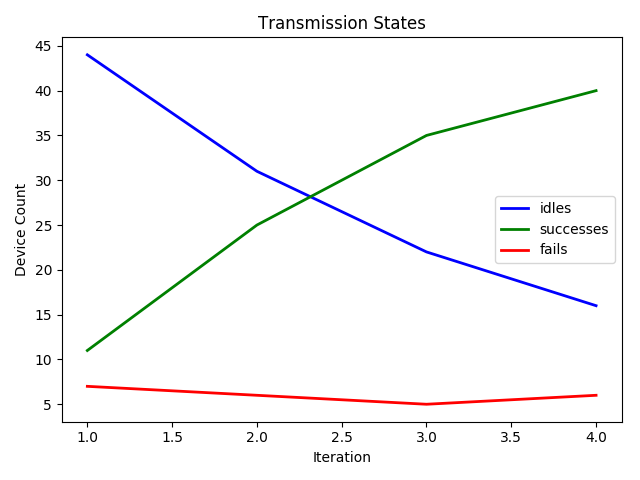 Transmission States
45
40
35
30
25
20
15
10
5
Device Count
idles
successes
fails
1.0 1.5 2.0 2.5 3.0 3.5 4.0
Iteration